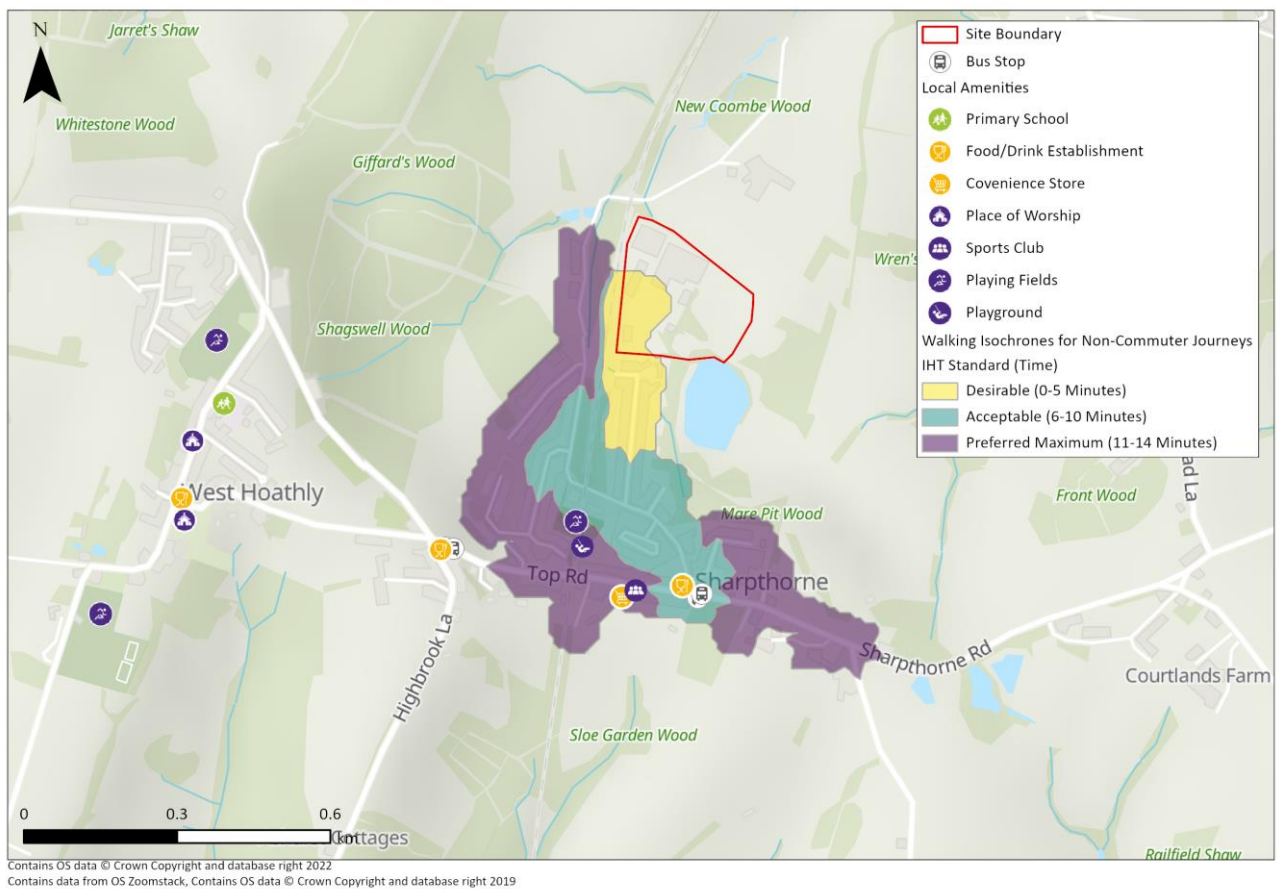 N
Jarret's Shaw
Whitestone Wood
New Coombe Wood
Giffard's Wood
Wren's
Shagswell Wood
West Hoathly
Mare Pit Wood
Front Wood
ad La
Top Rd
Sharpthorne
Sharpthorne Rd
Highbrook La
Courtlands Farm
Sloe Garden Wood
Railfield Shaw
0 0.3 0.6
km
Cottages
Site Boundary
Bus Stop
Local Amenities
Primary School
Food/Drink Establishment
Covenience Store
Place of Worship
Sports Club
Playing Fields
Playground
Walking Isochrones for Non-Commuter Journeys
IHT Standard (Time)
Desirable (0-5 Minutes)
Acceptable (6-10 Minutes)
Preferred Maximum (11-14 Minutes)
Contains OS data © Crown Copyright and database right 2022
Contains data from OS Zoomstack, Contains OS data © Crown Copyright and database right 2019